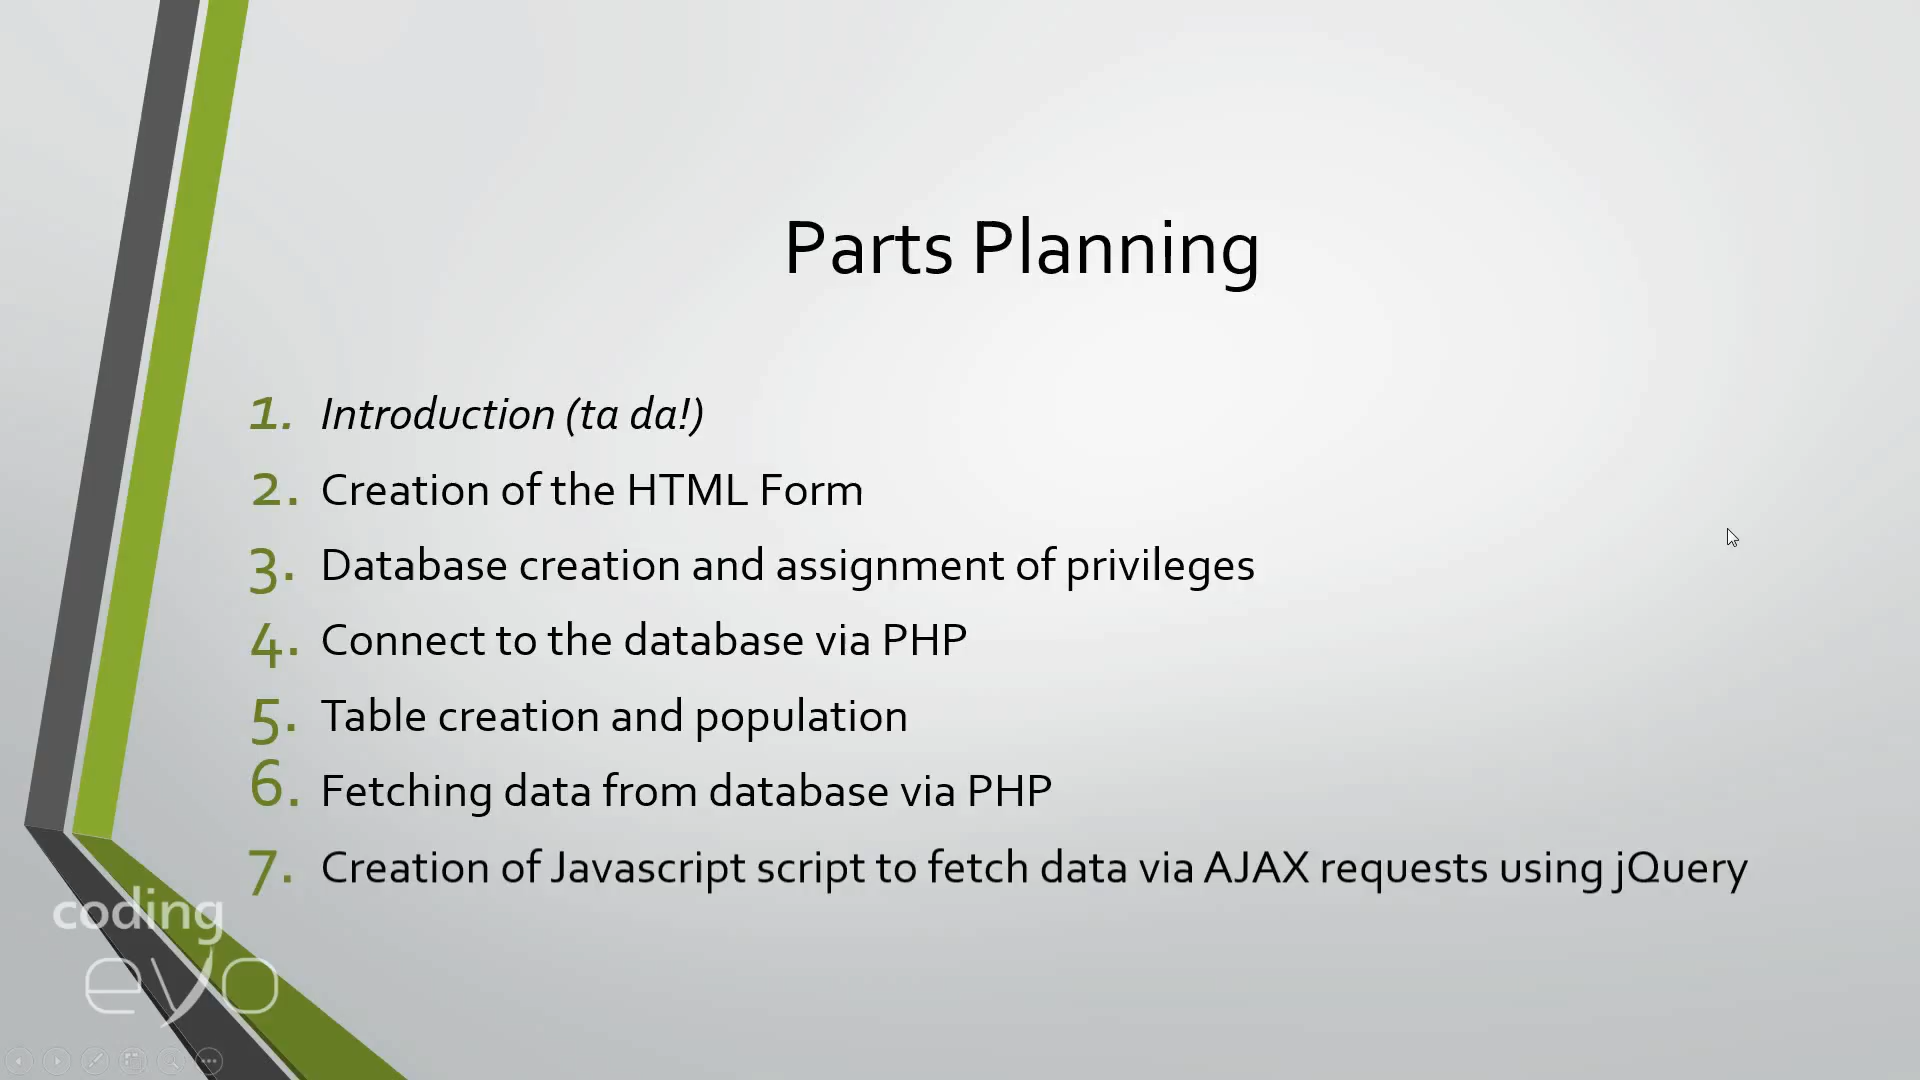 Parts Planning
1. Introduction (ta da!)
2. Creation of the HTML Form
3. Database creation and assignment of privileges
4. Connect to the database via PHP
5. Table creation and population
6. Fetching data from database via PHP
7. Creation of Javascript script to fetch data via AJAX requests using jQuery
coding
evo